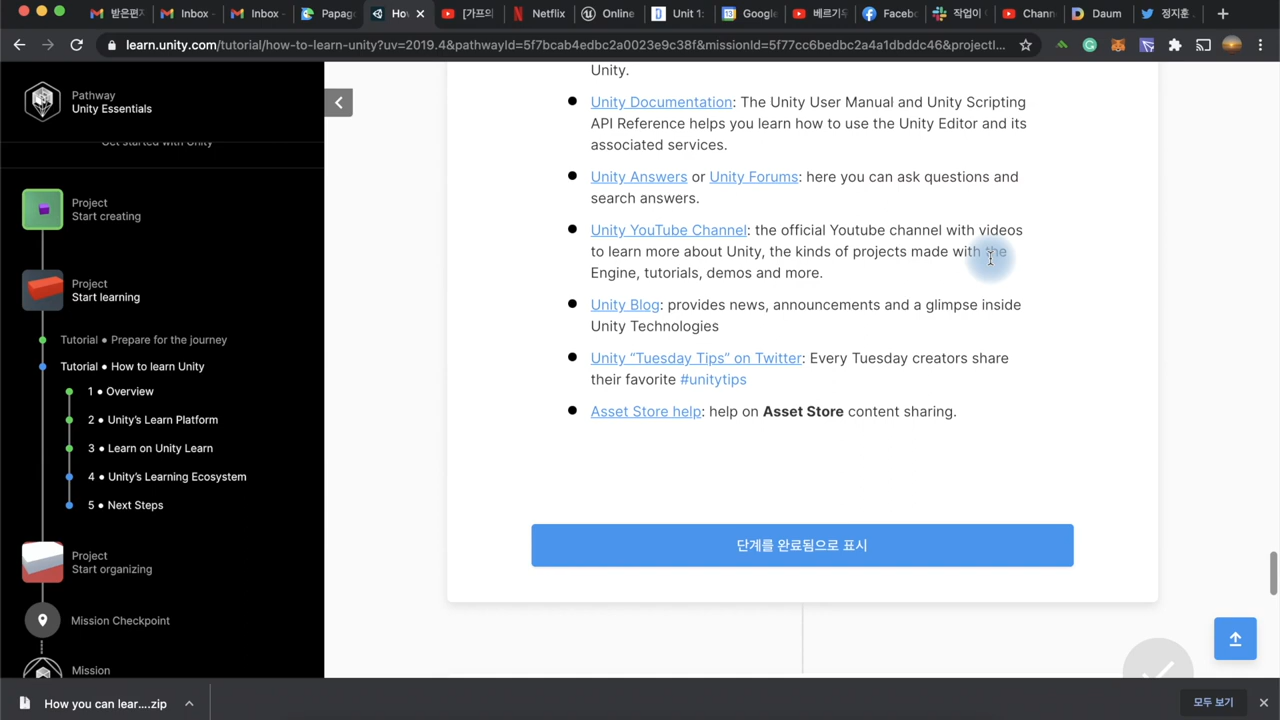 M 받은편지
M Inbox
M Inbox
Papago
How
[가프의
Netflix
Online
Unit 1:
Google
베르기우
Faceb
작업이
Chann
Daum
정지훈
learn.unity.com/tutorial/how-to-learn-unity?uv=2019.4&pathwayId=5f7bcab4edbc2a0023e9c38f&missionId=5f77cc6bedbc2a4a1dbddc46&projectI...
Pathway
Unity Essentials
Get started with Unity
Project
Start creating
Project
Start learning
Tutorial • Prepare for the journey
Tutorial • How to learn Unity
1 • Overview
2 • Unity's Learn Platform
3 • Learn on Unity Learn
4 • Unity's Learning Ecosystem
5 • Next Steps
Project
Start organizing
Mission Checkpoint
Mission
Unity.
• Unity Documentation: The Unity User Manual and Unity Scripting
API Reference helps you learn how to use the Unity Editor and its
associated services.
• Unity Answers or Unity Forums: here you can ask questions and
search answers.
• Unity YouTube Channel: the official Youtube channel with videos
to learn more about Unity, the kinds of projects made with the
Engine, tutorials, demos and more.
• Unity Blog: provides news, announcements and a glimpse inside
Unity Technologies
• Unity “Tuesday Tips” on Twitter: Every Tuesday creators share
their favorite #unitytips
• Asset Store help: help on Asset Store content sharing.
단계를 완료됨으로 표시
How you can lear....zip
모두 보기